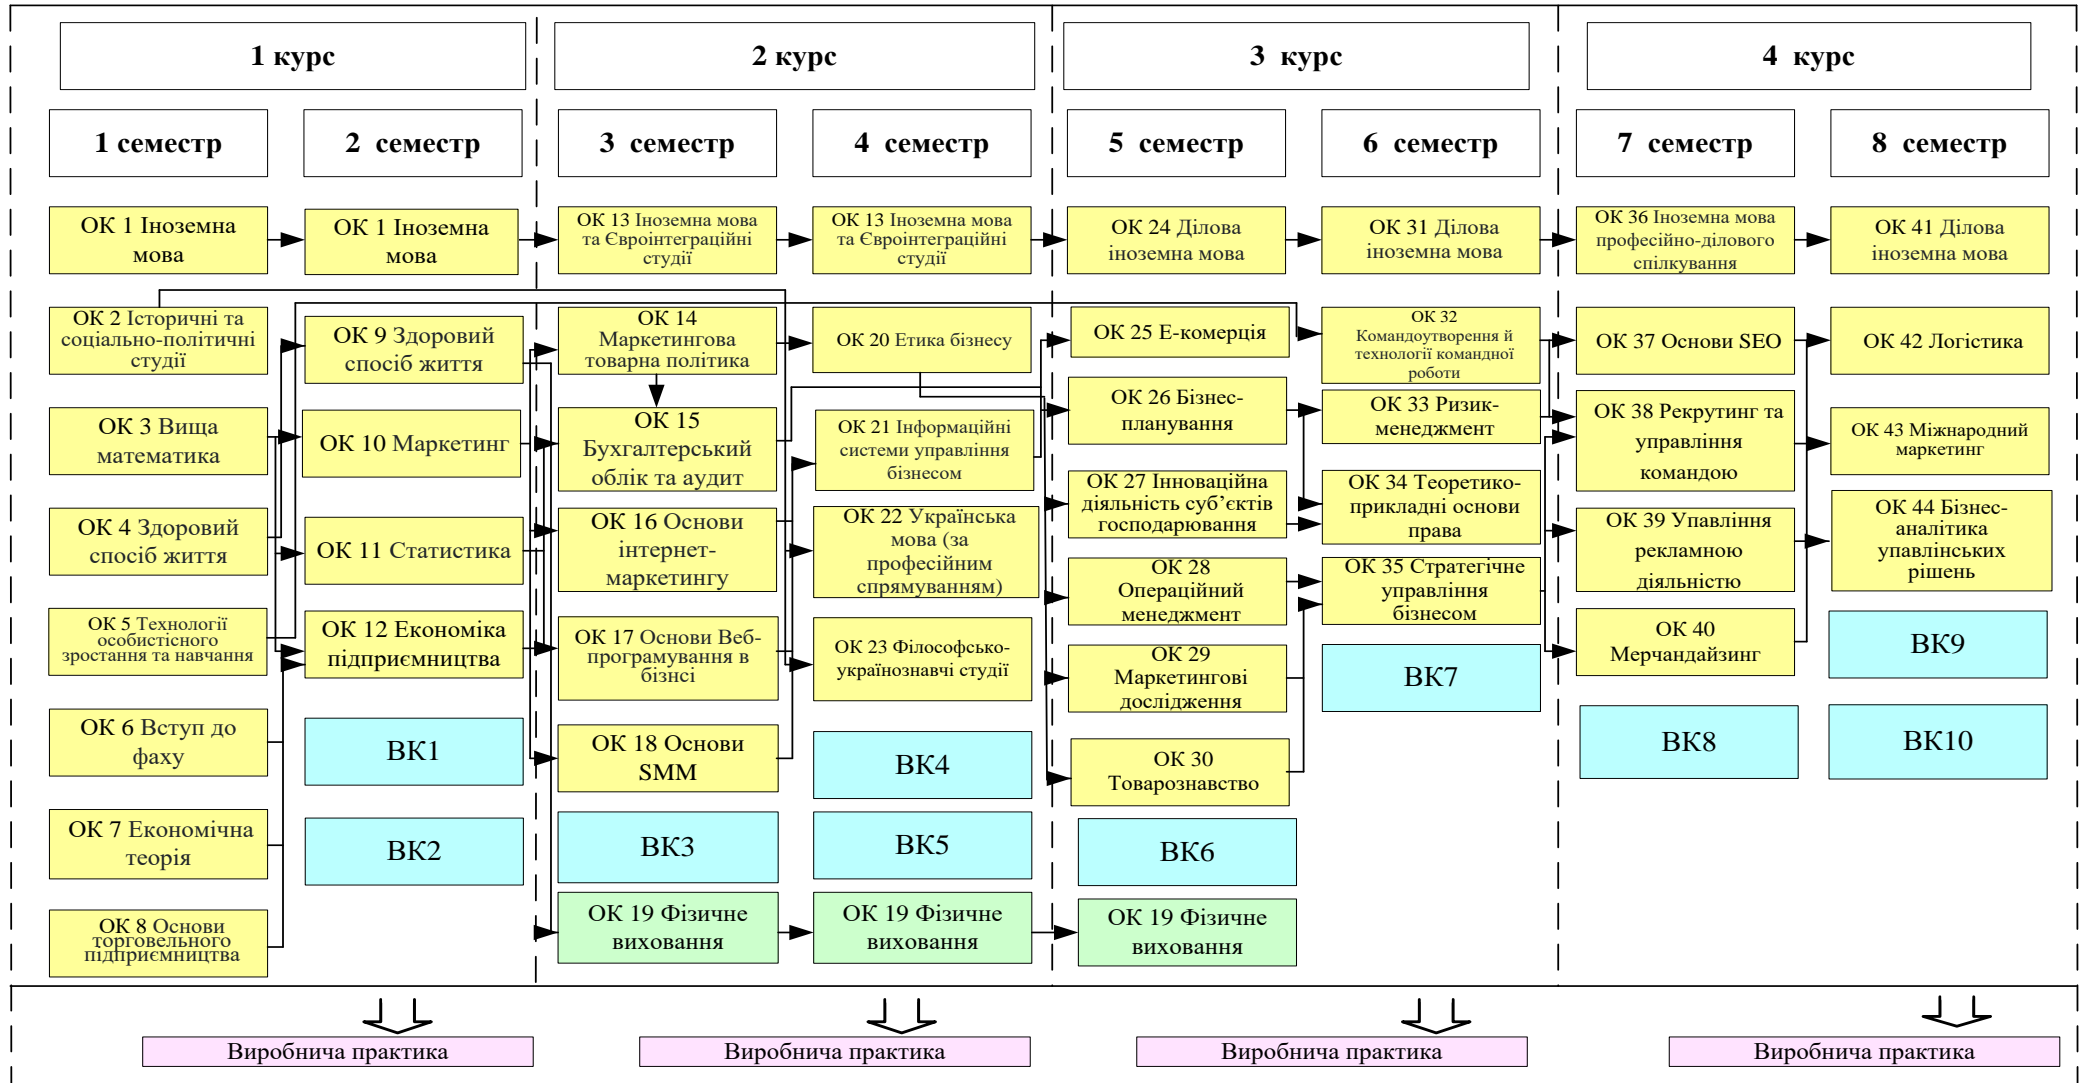 1 курс
2 курс
3 курс
4 курс
1 семестр
2 семестр
3 семестр
4 семестр
5 семестр
6 семестр
7 семестр
8 семестр
ОК 1 Іноземна
мова
ОК 1 Іноземна
мова
ОК 13 Іноземна мова
та Євроінтеграційні
студії
ОК 13 Іноземна мова
та Євроінтеграційні
студії
ОК 24 Ділова
іноземна мова
ОК 31 Ділова
іноземна мова
ОК 36 Іноземна мова
професійно-ділового
спілкування
ОК 41 Ділова
іноземна мова
ОК 2 Історичні та
соціально-політичні
студії
ОК 3 Вища
математика
ОК 4 Здоровий
спосіб життя
ОК 5 Технології
особистісного
зростання та навчання
ОК 6 Вступ до
фаху
ОК 7 Економічна
теорія
ОК 8 Основи
торговельного
підприємництва
ОК 9 Здоровий
спосіб життя
ОК 10 Маркетинг
ОК 11 Статистика
ОК 12 Економіка
підприємництва
ВК1
ВК2
ОК 14
Маркетингова
товарна політика
ОК 15
Бухгалтерський
облік та аудит
ОК 16 Основи
інтернет-
маркетингу
ОК 17 Основи Веб-
програмування в
бізнсі
ОК 18 Основи
SMM
ВК3
ОК 19 Фізичне
виховання
ОК 20 Етика бізнесу
ОК 21 Інформаційні
системи управління
бізнесом
ОК 22 Українська
мова (за
професійним
спрямуванням)
ОК 23 Філософсько-
українознавчі студії
ВК4
ВК5
ОК 19 Фізичне
виховання
ОК 25 Е-комерція
ОК 26 Бізнес-
планування
ОК 27 Інноваційна
діяльність суб’єктів
господарювання
ОК 28
Операційний
менеджмент
ОК 29
Маркетингові
дослідження
ОК 30
Товарознавство
ВК6
ОК 19 Фізичне
виховання
ОК 32
Командоутворення й
технології командної
роботи
ОК 33 Ризик-
менеджмент
ОК 34 Теоретико-
прикладні основи
права
ОК 35 Стратегічне
управління
бізнесом
ВК7
ОК 37 Основи SEO
ОК 38 Рекрутинг та
управління
командою
ОК 39 Упавління
рекламною
діяльністю
ОК 40
Мерчандайзинг
ВК8
ОК 42 Логістика
ОК 43 Міжнародний
маркетинг
ОК 44 Бізнес-
аналітика
упавлінських
рішень
ВК9
ВК10
Виробнича практика
Виробнича практика
Виробнича практика
Виробнича практика